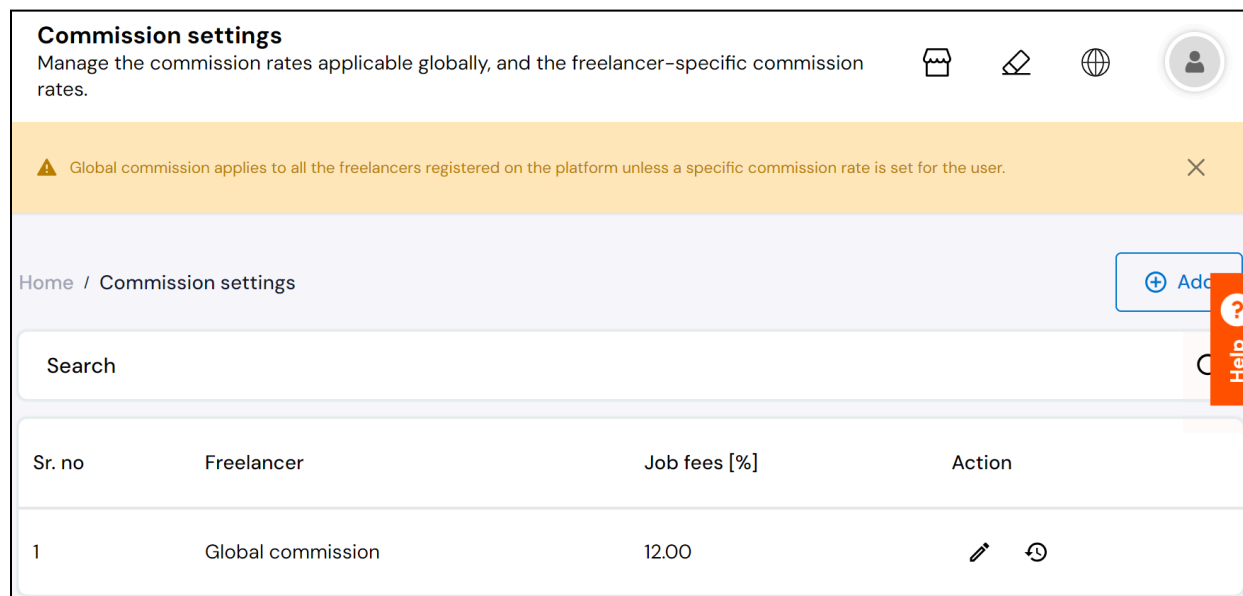 Commission settings
Manage the commission rates applicable globally, and the freelancer-specific commission
rates.
Global commission applies to all the freelancers registered on the platform unless a specific commission rate is set for the user.
Home / Commission settings
Add
?
Help
Search
Sr. no Freelancer Job fees [%] Action
1 Global commission 12.00